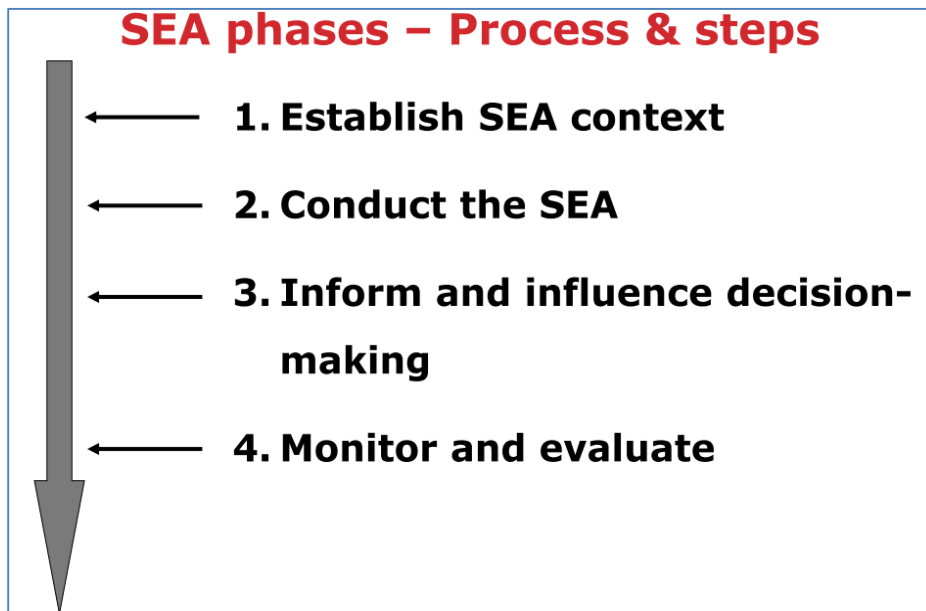 SEA phases – Process & steps
1. Establish SEA context
2. Conduct the SEA
3. Inform and influence decision-
making
4. Monitor and evaluate